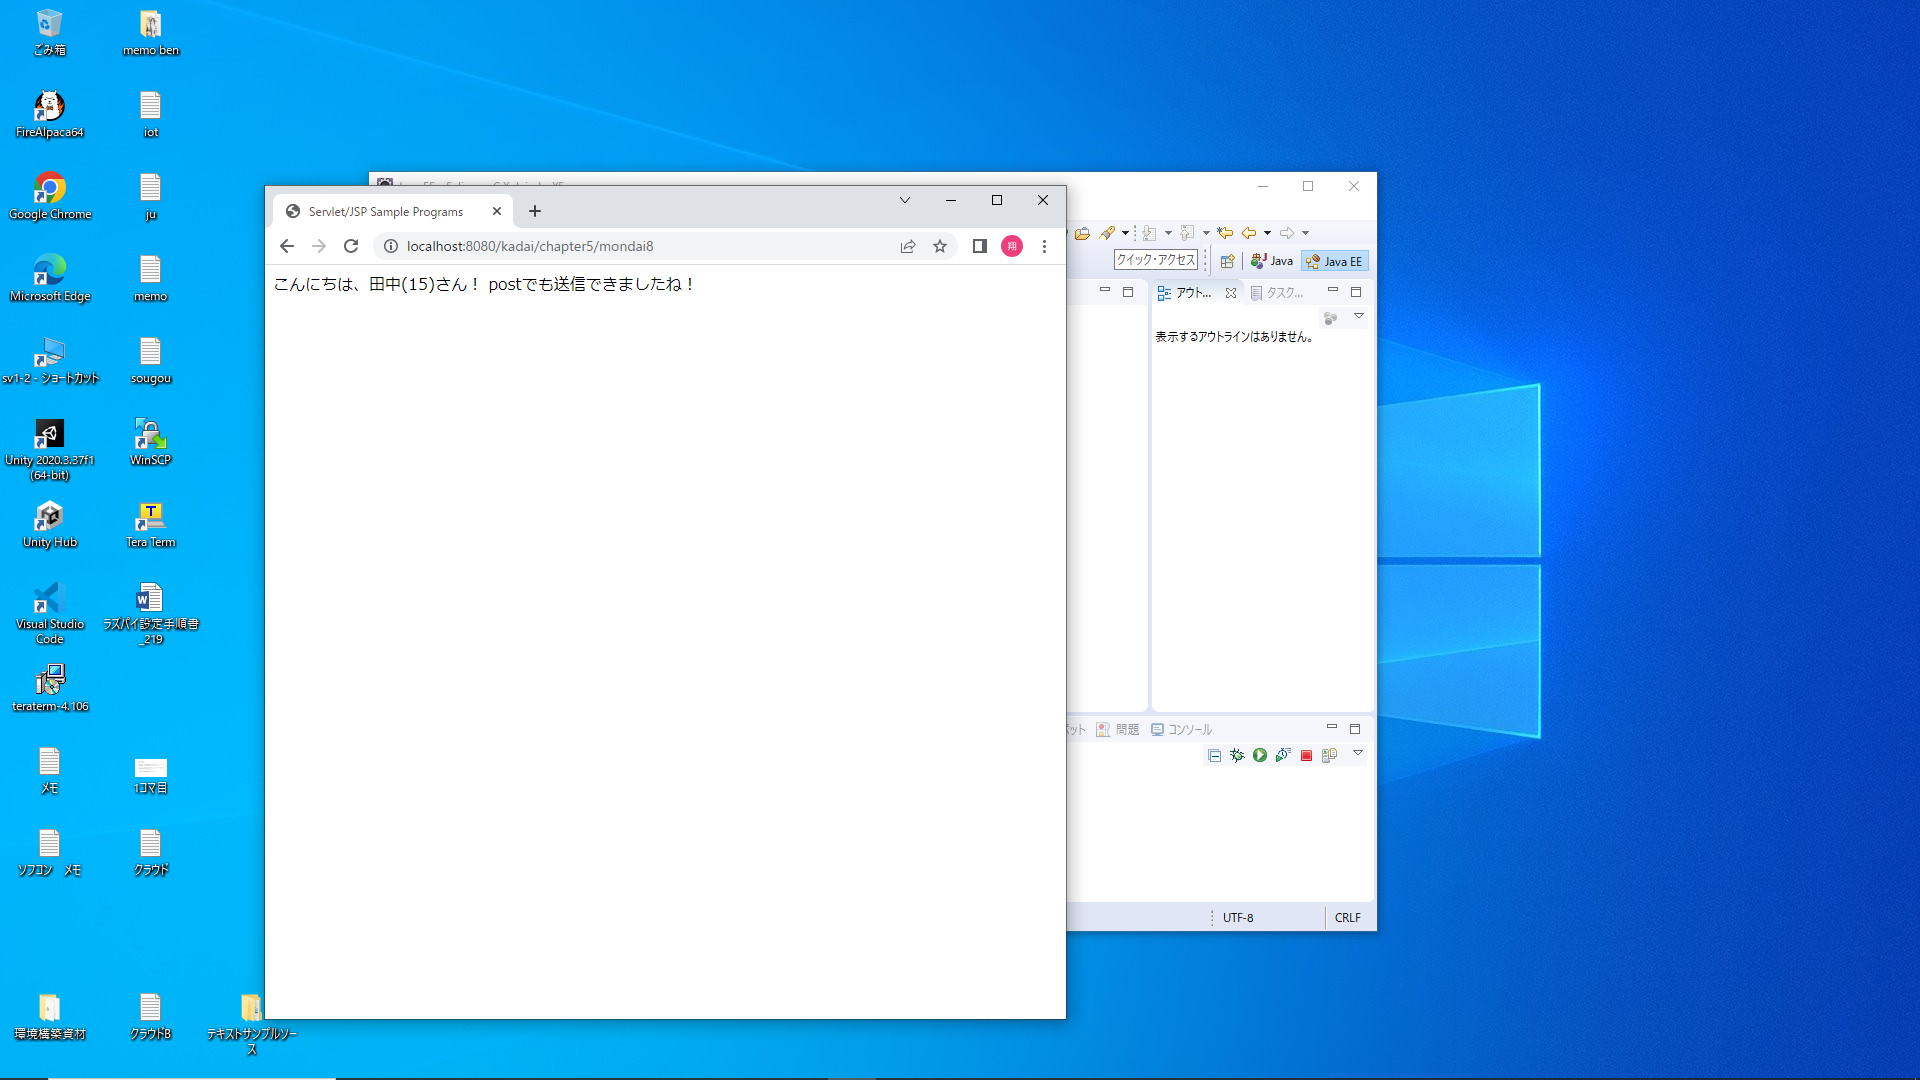 ごみ箱
memo ben
FireAlpaca64
iot
Google Chrome
ju
Microsoft Edge
memo
sv1-2 - ショートカット
sougou
Unity 2020.3.37f1
(64-bit)
WinSCP
Unity Hub
Tera Term
Visual Studio
Code
ラズパイ設定手順書
_219
teraterm-4.106
メモ
1コマ目
ソフコン　メモ
クラウド
環境構築資材
クラウドB
テキストサンプルソー
ス
Servlet/JSP Sample Programs
localhost:8080/kadai/chapter5/mondai8
翔
こんにちは、田中(15)さん！ postでも送信できましたね！
クイック・アクセス
Java
Java EE
アウト...
タスク...
表示するアウトラインはありません。
問題
コンソール
UTF-8
CRLF